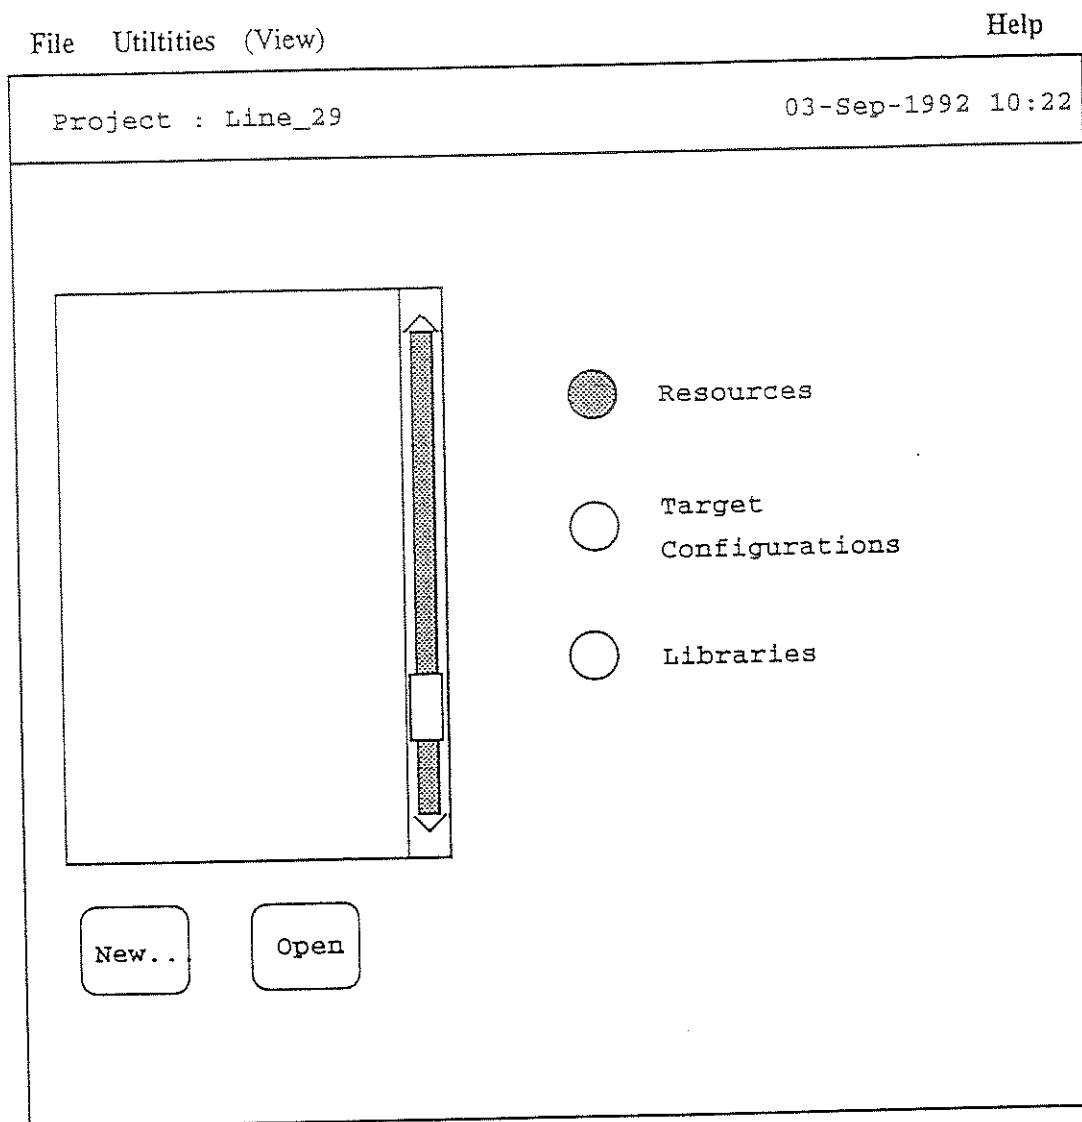 File Utiltities (View) Help
Project : Line_29 03-Sep-1992 10:22
Resources
Target
Configurations
Libraries
New...
Open